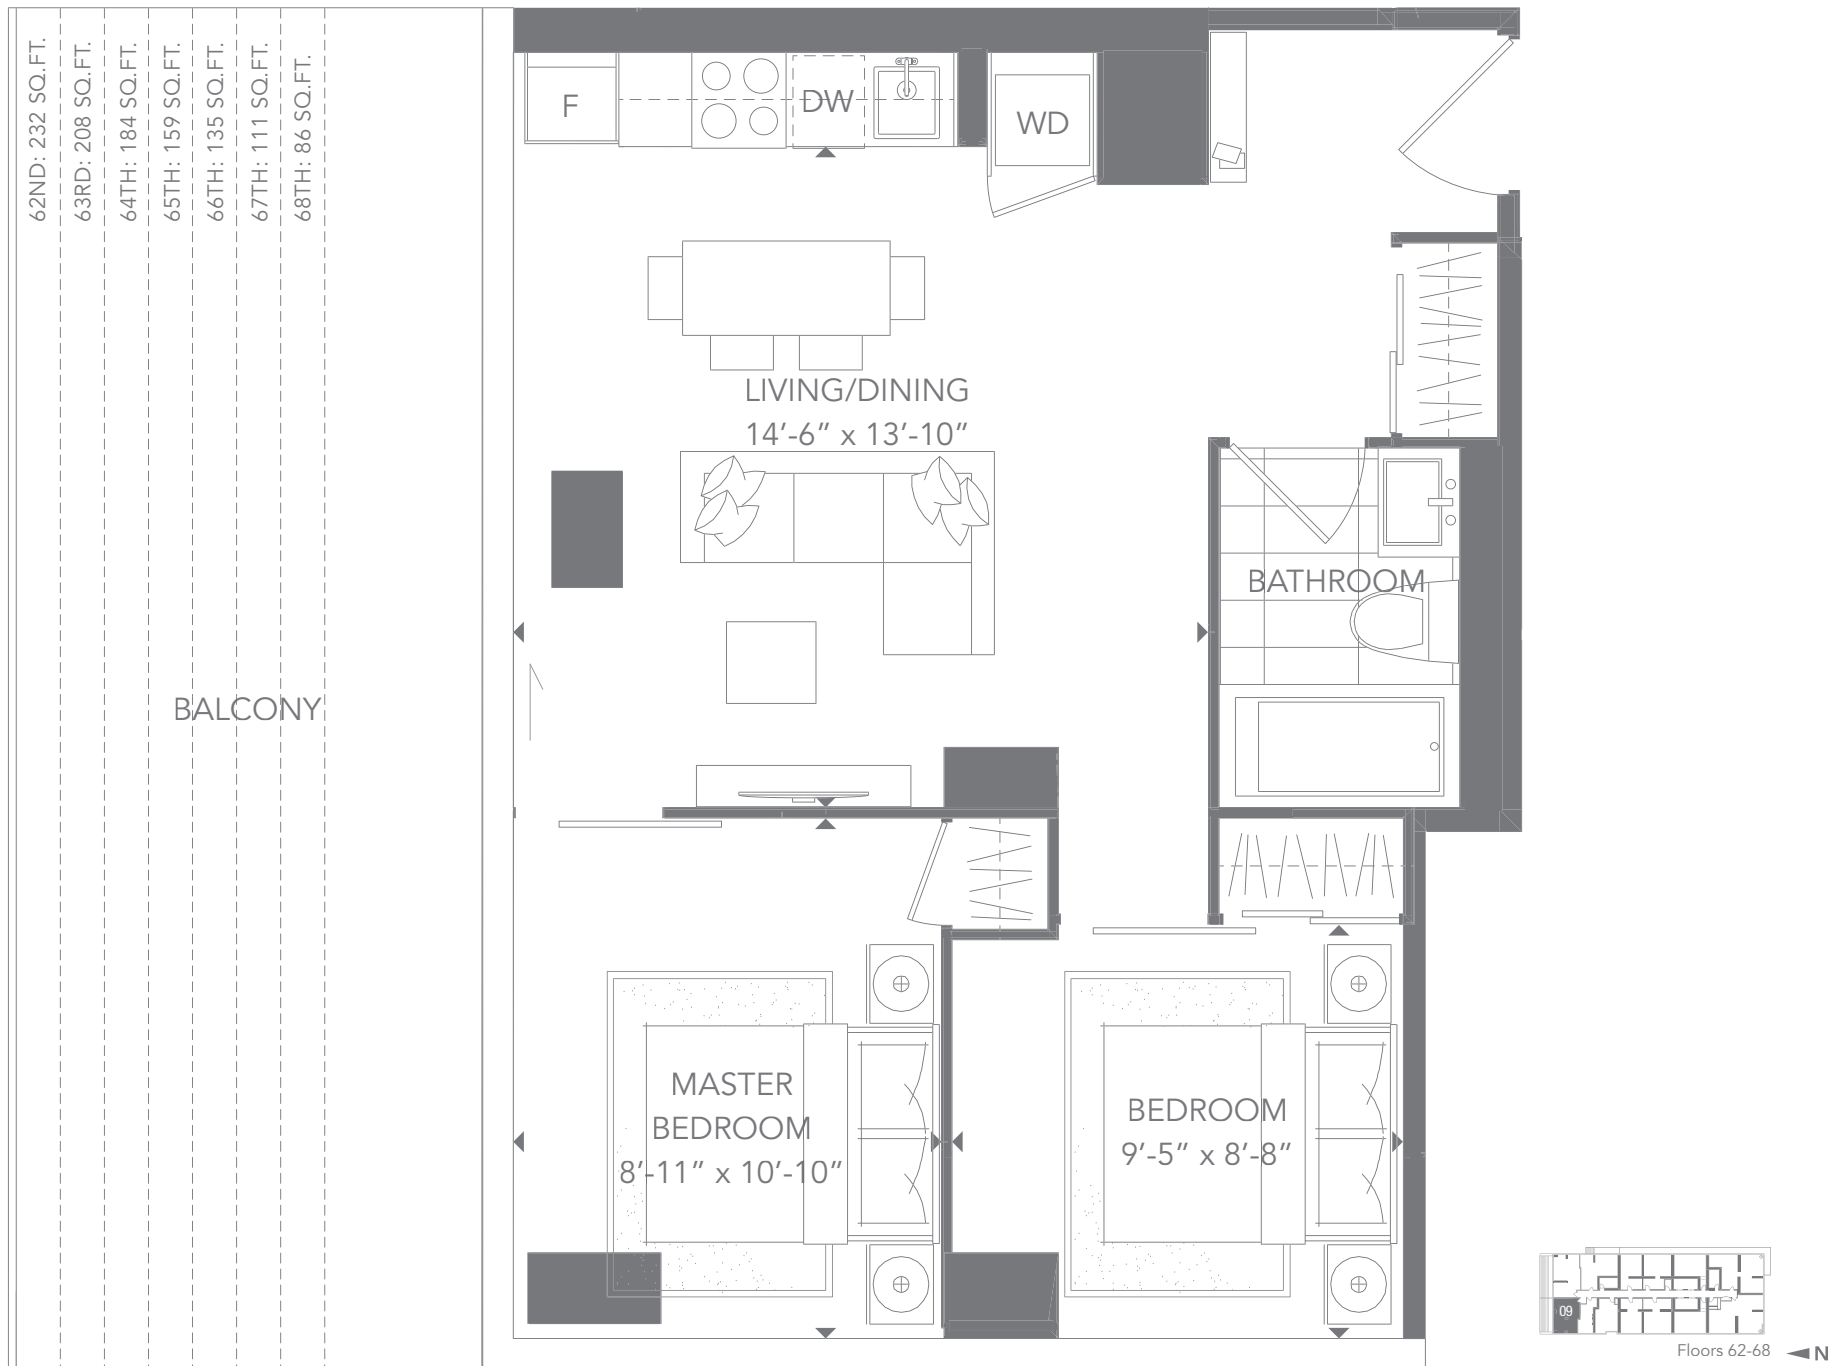 62ND: 232 SQ.FT.
63RD: 208 SQ.FT.
64TH: 184 SQ.FT.
65TH: 159 SQ.FT.
66TH: 135 SQ.FT.
67TH: 111 SQ.FT.
68TH: 86 SQ.FT.
F
DW
WD
LIVING/DINING
14’-6” x 13’-10”
BATHROOM
BALCONY
MASTER
BEDROOM
8’-11” x 10’-10”
BEDROOM
9’-5” x 8’-8”
09
Floors 62-68
N